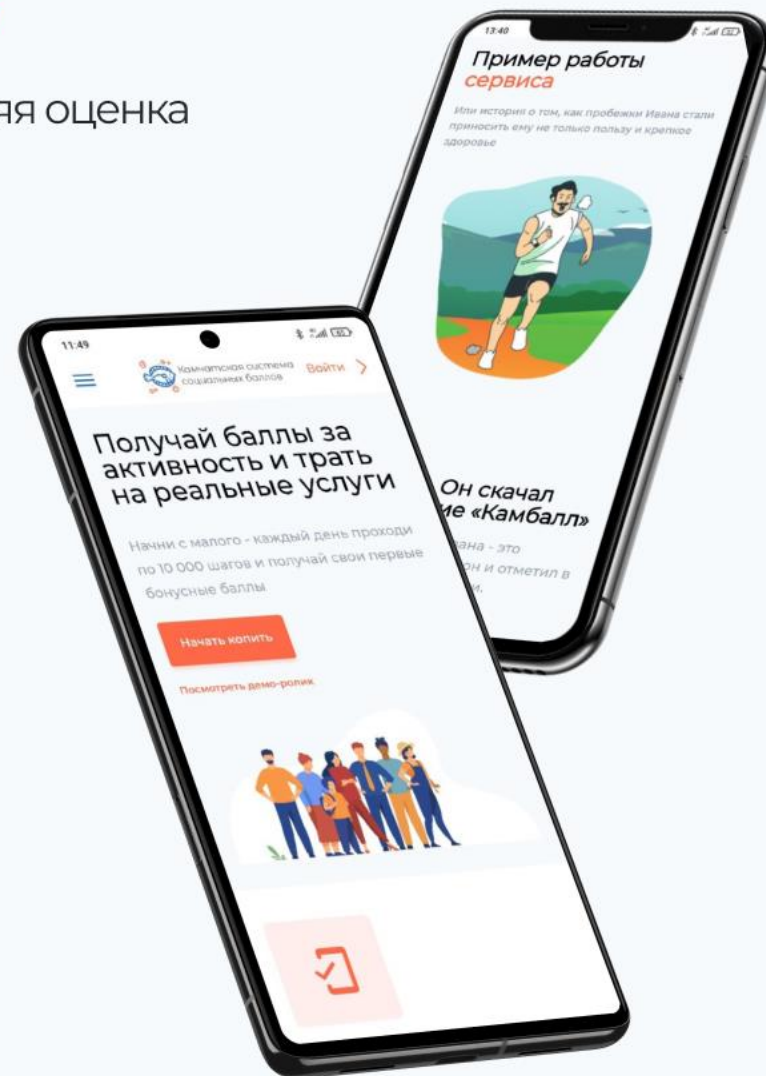 яя оценка
13:40
Пример работы
сервиса
Или история о том, как пробежки Ивана стали
приносить ему не только пользу и крепкое
здоровье
Он скачал
ие «Камбалл»
ана - это
он и отметил в
и.
11:49
Камчатская система
социальных баллов
Войти
Получай баллы за
активность и трать
на реальные услуги
Начни с малого - каждый день проходи
по 10 000 шагов и получай свои первые
бонусные баллы
Начать копить
Посмотреть демо-ролик